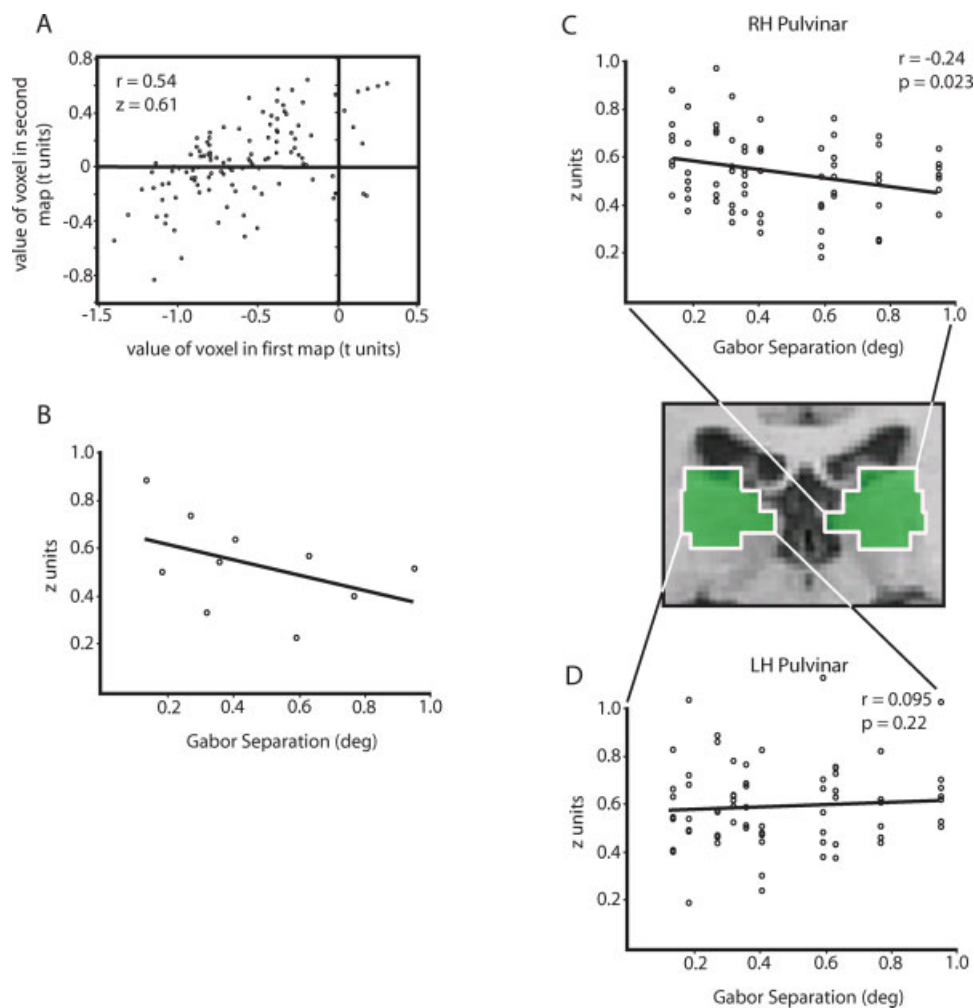 A
0.8
0.4
0
-0.4
-0.8
r = 0.54
z = 0.61
value of voxel in second
map (t units)
-1.5
-1.0
-0.5
0
0.5
value of voxel in first map (t units)
B
1.0
0.8
0.6
0.4
0.2
z units
0.2
0.4
0.6
0.8
1.0
Gabor Separation (deg)
C
RH Pulvinar
r = -0.24
p = 0.023
1.0
0.8
0.6
0.4
0.2
z units
0.2
0.4
0.6
0.8
1.0
Gabor Separation (deg)
D
LH Pulvinar
r = 0.095
p = 0.22
1.0
0.8
0.6
0.4
0.2
z units
0.2
0.4
0.6
0.8
1.0
Gabor Separation (deg)